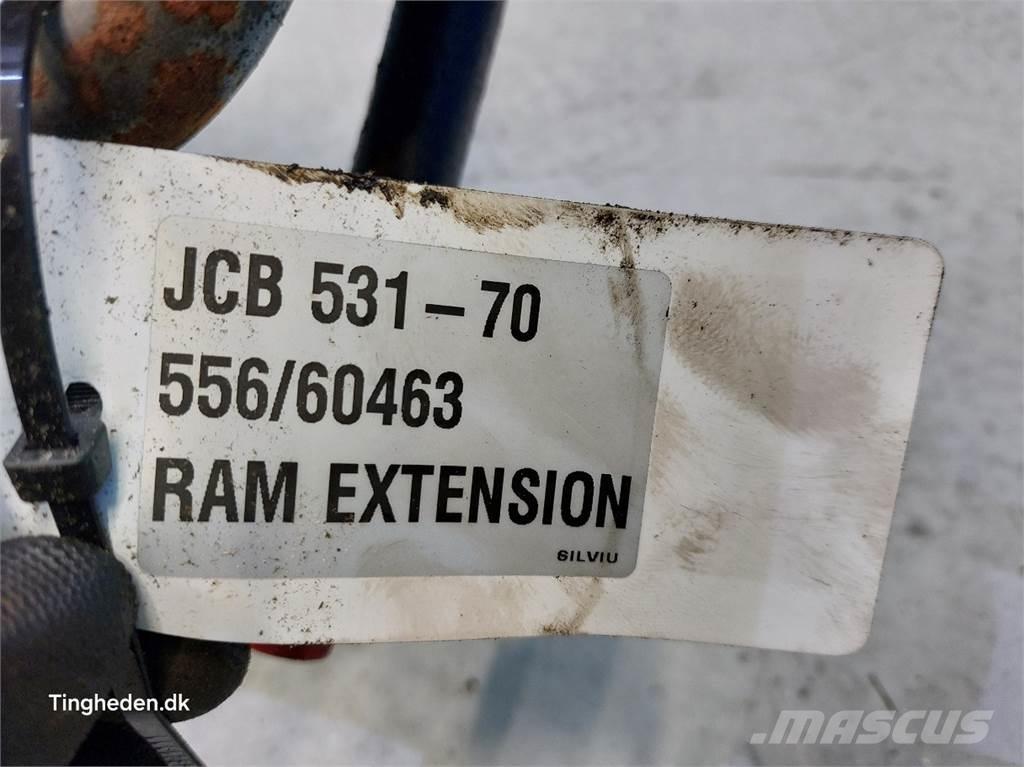 JCB 531-70
556/60463
RAM EXTENSION
SILVIU
Tingheden.dk
MASCUS